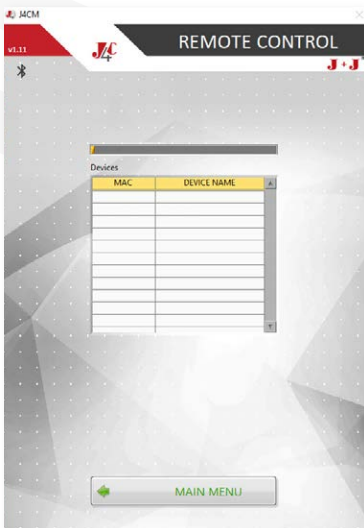 J4CM
v1.11
J4C
REMOTE CONTROL
J+J
Devices
MAC DEVICE NAME
MAIN MENU